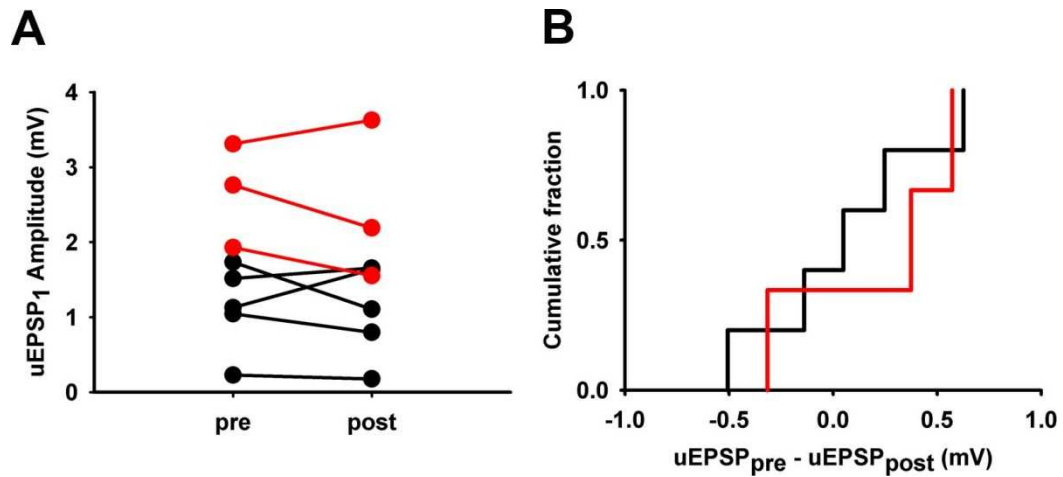 A
uEPSP1 Amplitude (mV)
4
3
2
1
0
pre post
B
Cumulative fraction
1.0
0.5
0.0
-1.0 -0.5 0.0 0.5 1.0
uEPSPpre - uEPSPpost (mV)